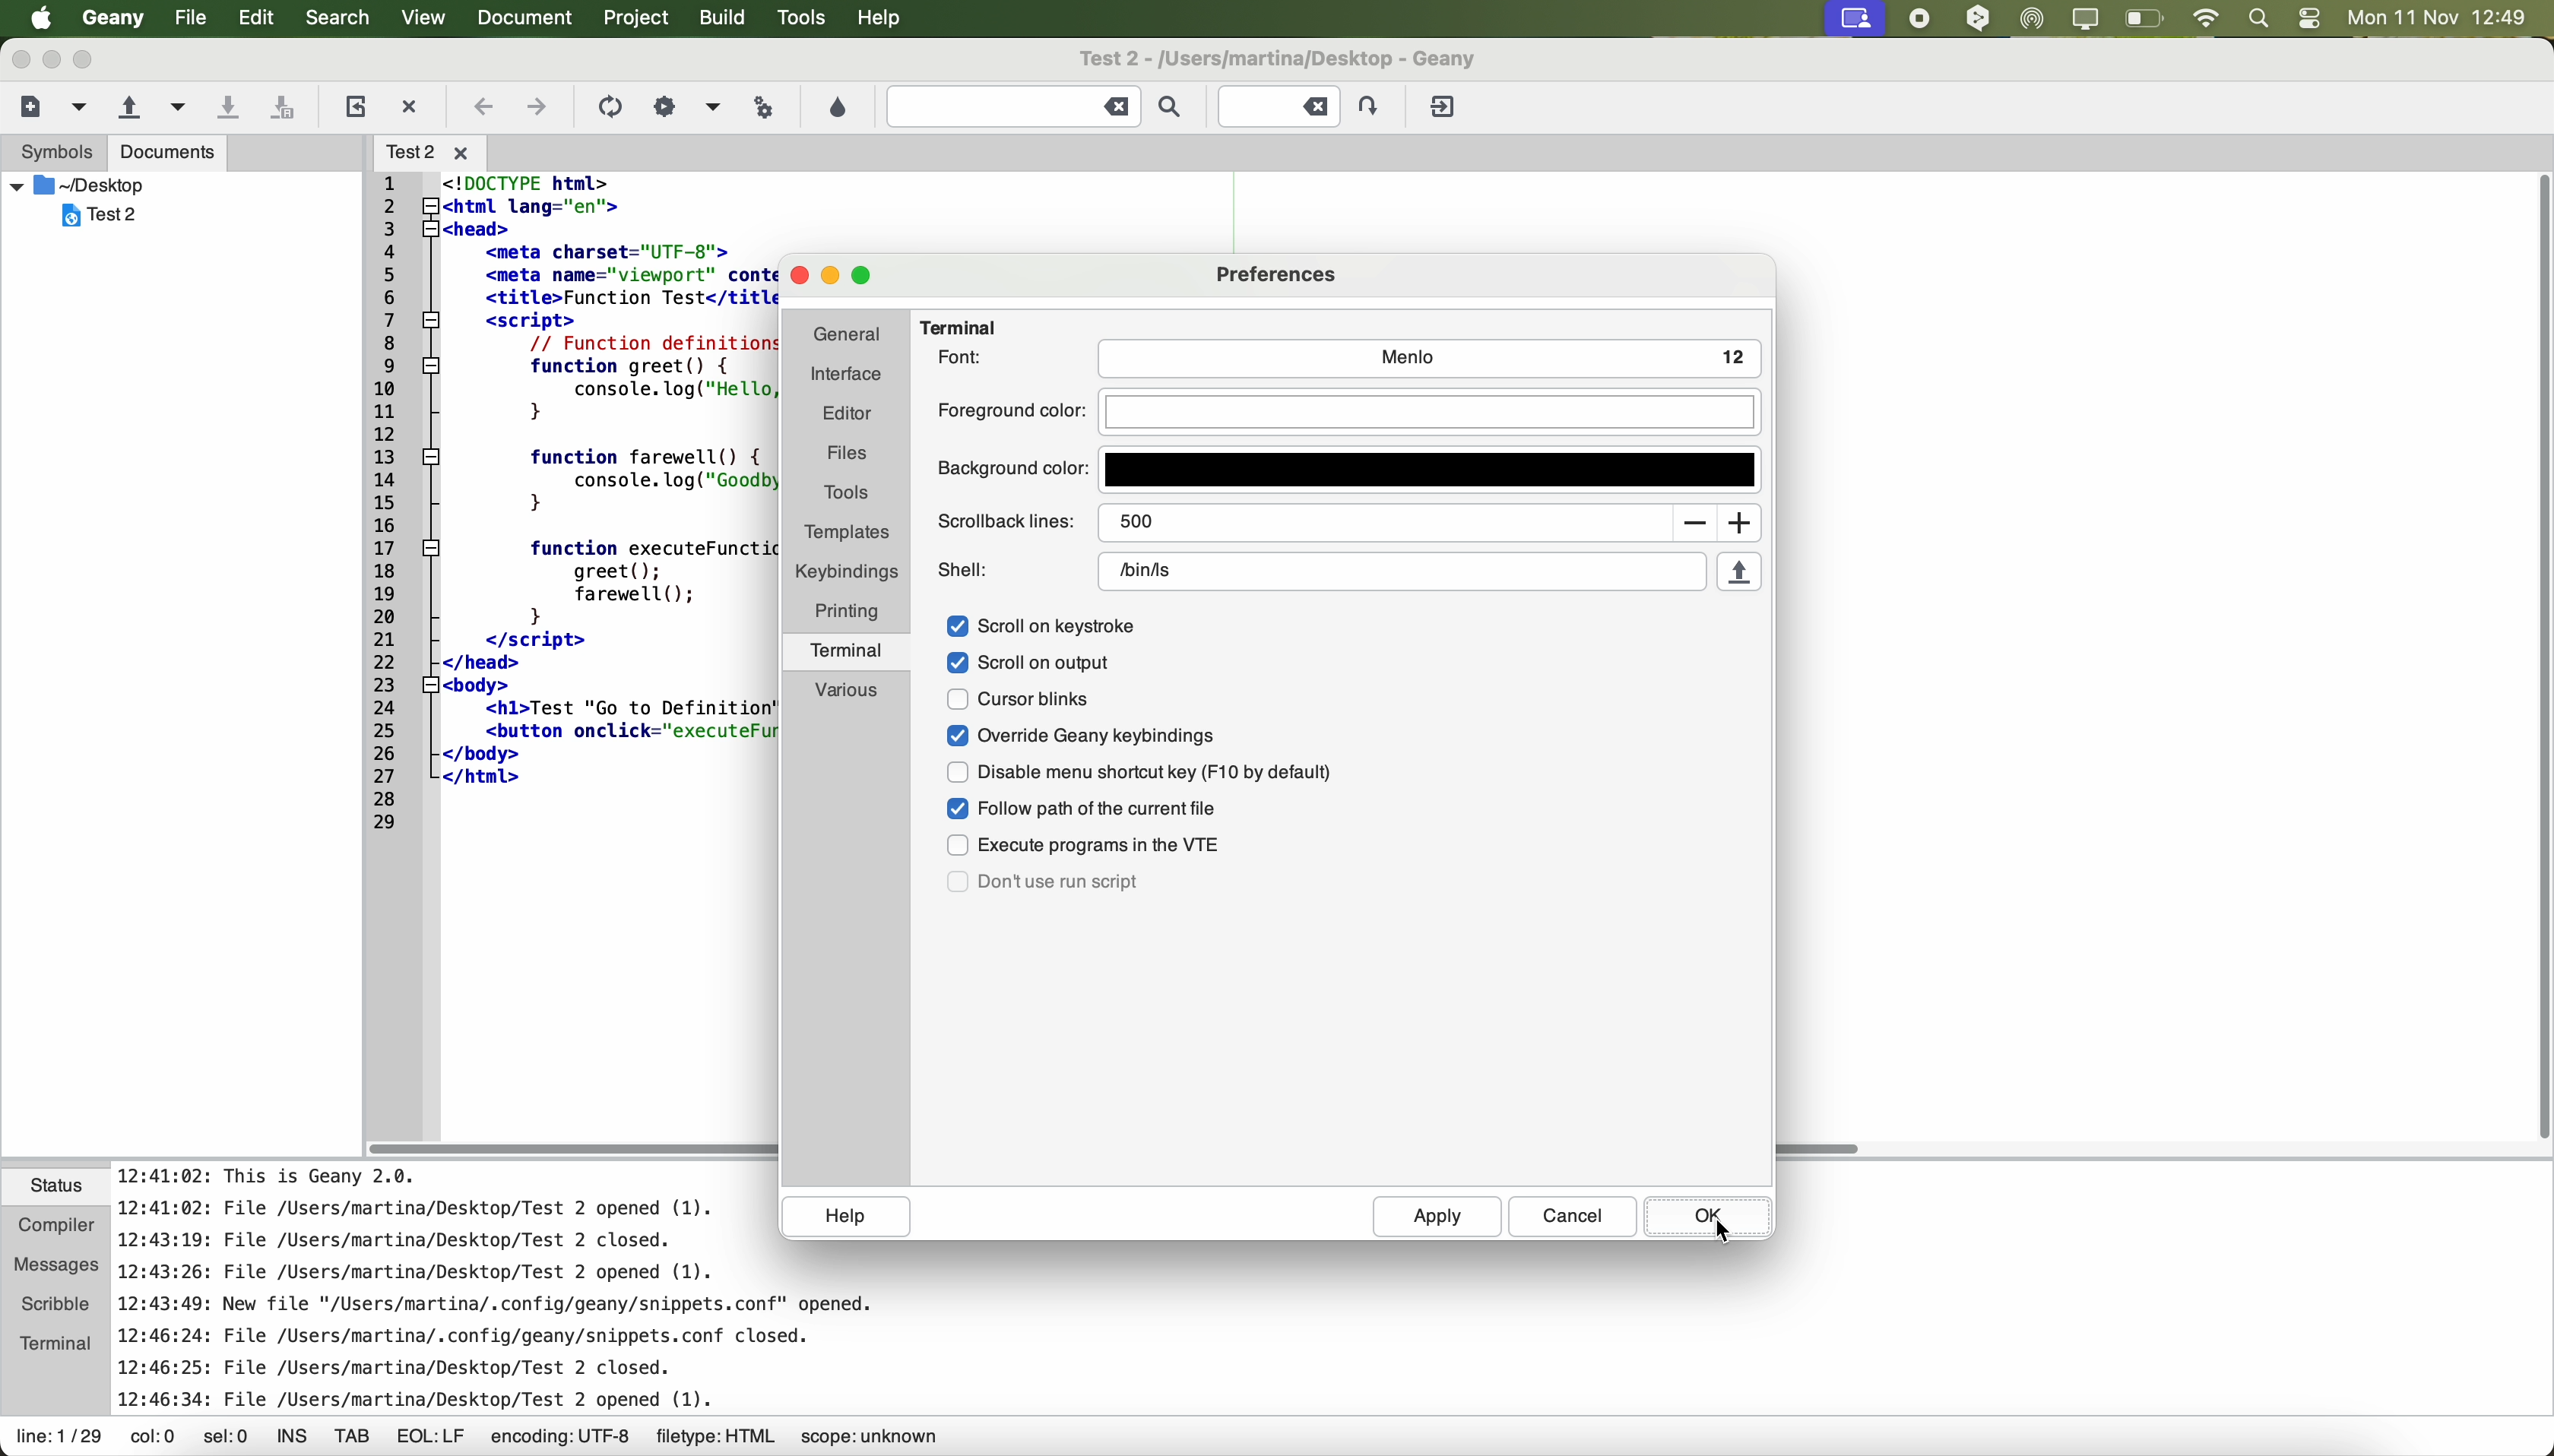 Geany File Edit Search View Document Project Build Tools Help Mon 11 Nov 12:49
Test 2 - /Users/martina/Desktop - Geany
Symbols Documents
~/Desktop
Test 2
Test 2
1 <!DOCTYPE html>
2 <html lang="en">
3 <head>
4 <meta charset="UTF-8">
5 <meta name="viewport" conte
6 <title>Function Test</title
7 <script>
8 // Function definitions
9 function greet() {
10 console.log("Hello,
11 }
12
13 function farewell() {
14 console.log("Goodby
15 }
16
17 function executeFunctio
18 greet();
19 farewell();
20 }
21 </script>
22 </head>
23 <body>
24 <h1>Test "Go to Definition"
25 <button onclick="executeFun
26 </body>
27 </html>
28
29
Preferences
General
Interface
Editor
Files
Tools
Templates
Keybindings
Printing
Terminal
Various
Terminal
Font: Menlo 12
Foreground color:
Background color:
Scrollback lines: 500
Shell: /bin/ls
Scroll on keystroke
Scroll on output
Cursor blinks
Override Geany keybindings
Disable menu shortcut key (F10 by default)
Follow path of the current file
Execute programs in the VTE
Don't use run script
Help Apply Cancel OK
Status
Compiler
Messages
Scribble
Terminal
12:41:02: This is Geany 2.0.
12:41:02: File /Users/martina/Desktop/Test 2 opened (1).
12:43:19: File /Users/martina/Desktop/Test 2 closed.
12:43:26: File /Users/martina/Desktop/Test 2 opened (1).
12:43:49: New file "/Users/martina/.config/geany/snippets.conf" opened.
12:46:24: File /Users/martina/.config/geany/snippets.conf closed.
12:46:25: File /Users/martina/Desktop/Test 2 closed.
12:46:34: File /Users/martina/Desktop/Test 2 opened (1).
line: 1 / 29 col: 0 sel: 0 INS TAB EOL: LF encoding: UTF-8 filetype: HTML scope: unknown